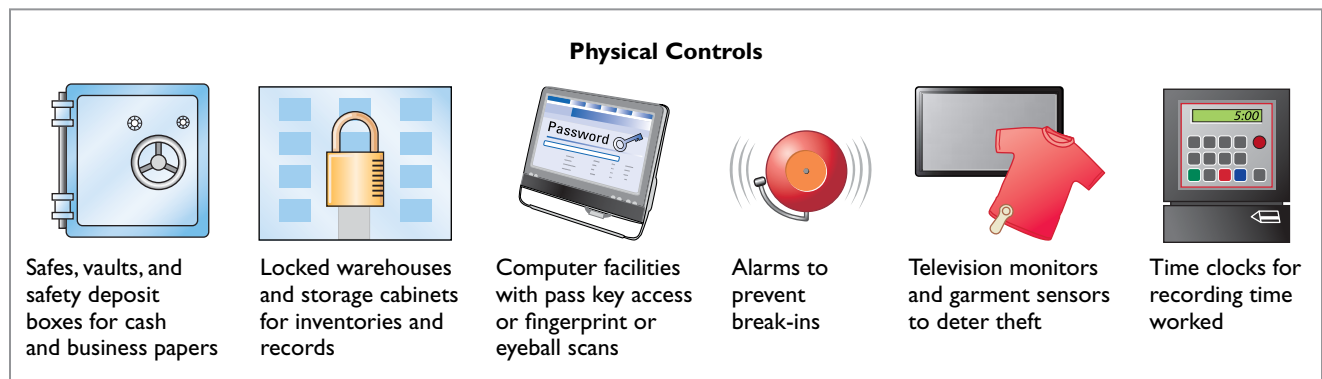 Physical Controls
Password
5:00
Safes, vaults, and
safety deposit
boxes for cash
and business papers
Locked warehouses
and storage cabinets
for inventories and
records
Computer facilities
with pass key access
or fingerprint or
eyeball scans
Alarms to
prevent
break-ins
Television monitors
and garment sensors
to deter theft
Time clocks for
recording time
worked